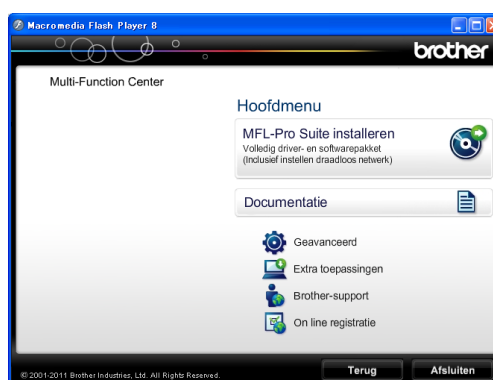 Macromedia Flash Player 8
brother
Multi-Function Center
Hoofdmenu
MFL-Pro Suite installeren
Volledig driver- en softwarepakket
(Inclusief instellen draadloos netwerk)
Documentatie
Geavanceerd
Extra toepassingen
Brother-support
On line registratie
© 2001-2011 Brother Industries, Ltd. All Rights Reserved.
Terug
Afsluiten